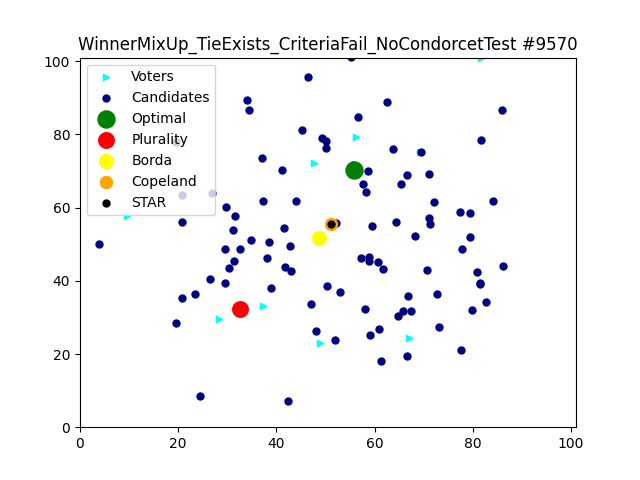 WinnerMixUp_TieExists_CriteriaFail_NoCondorcetTest #9570
100
80
60
40
20
0
Voters
Candidates
Optimal
Plurality
Borda
Copeland
STAR
0 20 40 60 80 100